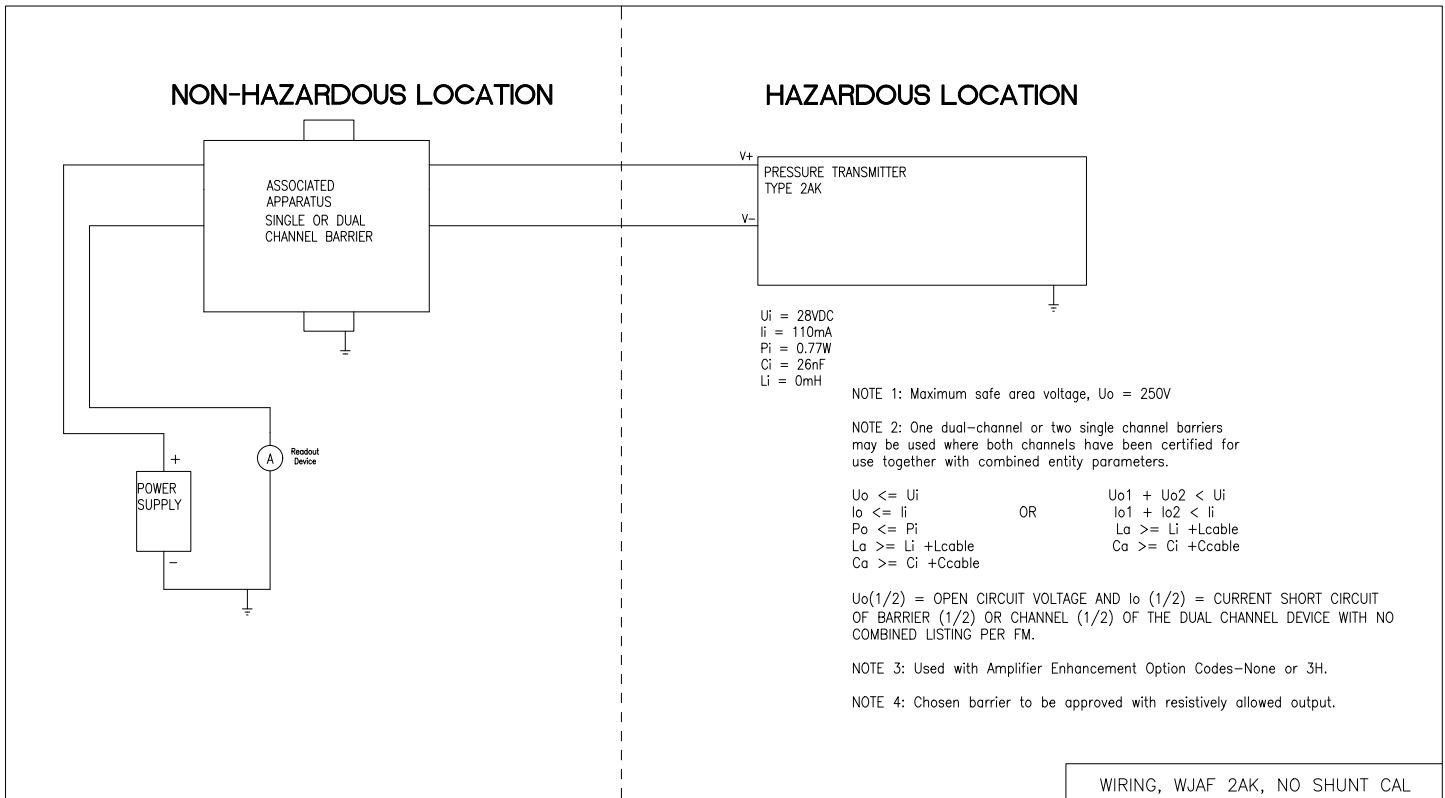 NON-HAZARDOUS LOCATION
HAZARDOUS LOCATION
ASSOCIATED
APPARATUS
SINGLE OR DUAL
CHANNEL BARRIER
V+
V-
PRESSURE TRANSMITTER
TYPE 2AK
Ui = 28VDC
Ii = 110mA
Pi = 0.77W
Ci = 26nF
Li = 0mH
+
POWER
SUPPLY
-
A
Readout
Device
NOTE 1: Maximum safe area voltage, Uo = 250V
NOTE 2: One dual-channel or two single channel barriers
may be used where both channels have been certified for
use together with combined entity parameters.
Uo <= Ui
Io <= Ii
Po <= Pi
La >= Li +Lcable
Ca >= Ci +Ccable
OR
Uo1 + Uo2 < Ui
Io1 + Io2 < Ii
La >= Li +Lcable
Ca >= Ci +Ccable
Uo(1/2) = OPEN CIRCUIT VOLTAGE AND Io (1/2) = CURRENT SHORT CIRCUIT
OF BARRIER (1/2) OR CHANNEL (1/2) OF THE DUAL CHANNEL DEVICE WITH NO
COMBINED LISTING PER FM.
NOTE 3: Used with Amplifier Enhancement Option Codes-None or 3H.
NOTE 4: Chosen barrier to be approved with resistively allowed output.
WIRING, WJAF 2AK, NO SHUNT CAL